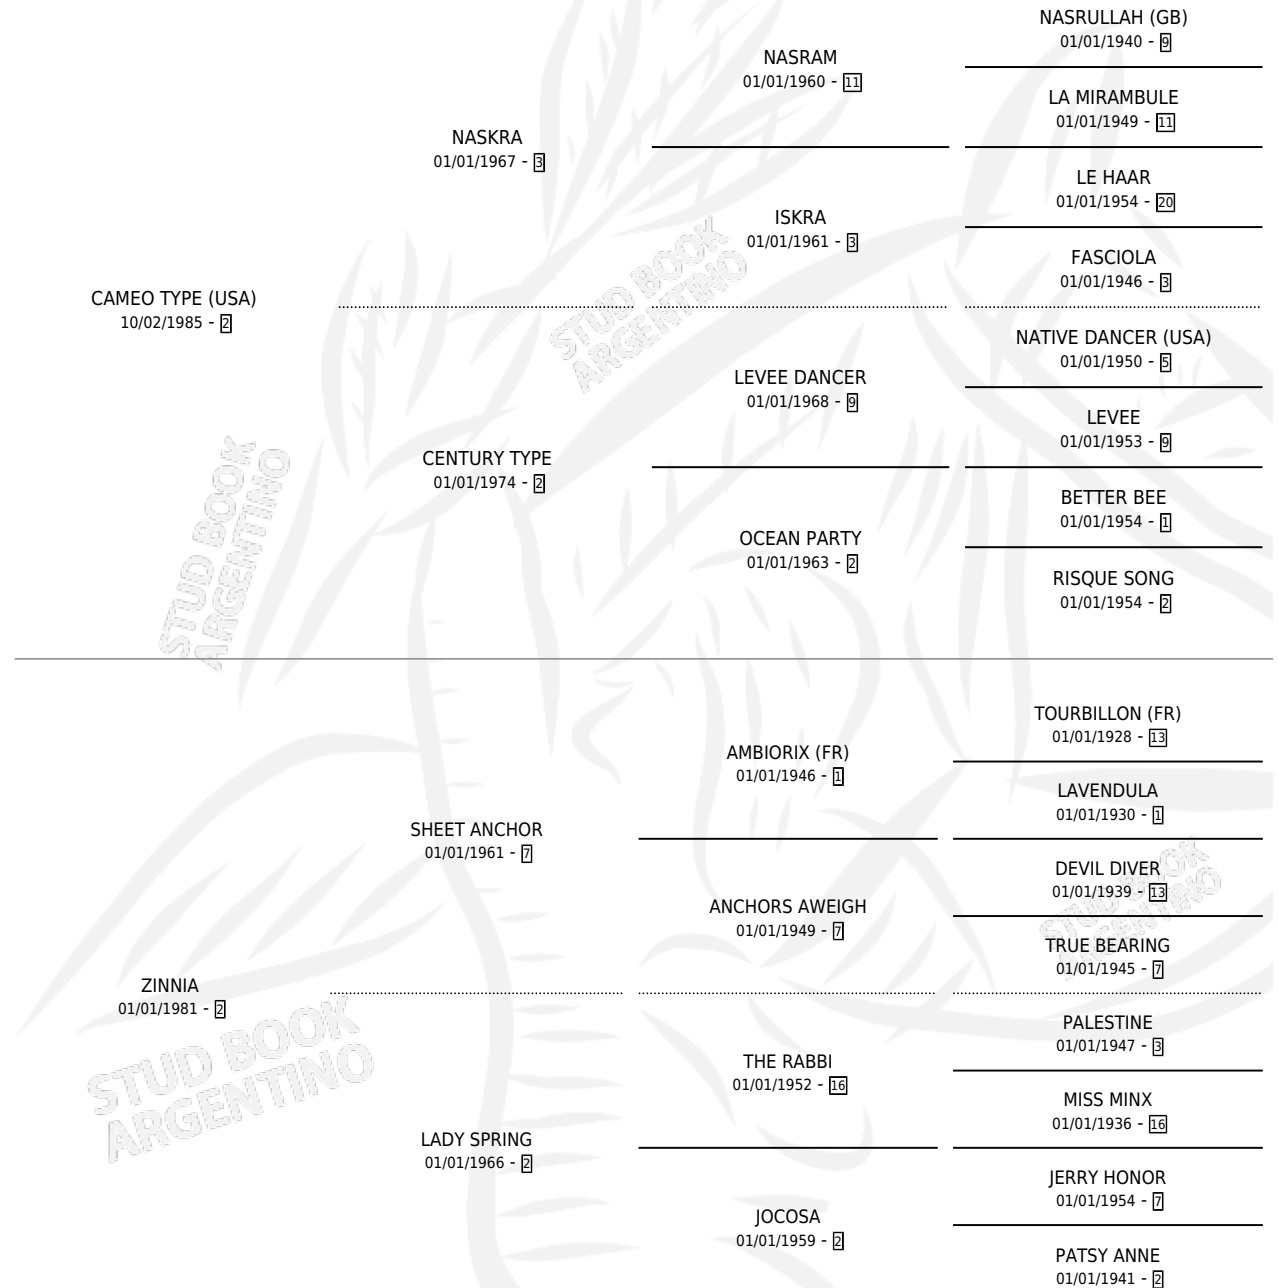 NASRULLAH (GB)
01/01/1940 - 9
NASRAM
01/01/1960 - 11
LA MIRAMBULE
01/01/1949 - 11
NASKRA
01/01/1967 - 3
LE HAAR
01/01/1954 - 20
ISKRA
01/01/1961 - 3
FASCIOLA
01/01/1946 - 3
CAMEO TYPE (USA)
10/02/1985 - 2
NATIVE DANCER (USA)
01/01/1950 - 5
LEVEE DANCER
01/01/1968 - 9
LEVEE
01/01/1953 - 9
CENTURY TYPE
01/01/1974 - 2
BETTER BEE
01/01/1954 - 1
OCEAN PARTY
01/01/1963 - 2
RISQUE SONG
01/01/1954 - 2
TOURBILLON (FR)
01/01/1928 - 13
AMBIORIX (FR)
01/01/1946 - 1
LAVENDULA
01/01/1930 - 1
SHEET ANCHOR
01/01/1961 - 7
DEVIL DIVER
01/01/1939 - 13
ANCHORS AWEIGH
01/01/1949 - 7
TRUE BEARING
01/01/1945 - 7
ZINNIA
01/01/1981 - 2
PALESTINE
01/01/1947 - 3
THE RABBI
01/01/1952 - 16
MISS MINX
01/01/1936 - 16
LADY SPRING
01/01/1966 - 2
JERRY HONOR
01/01/1954 - 7
JOCOSA
01/01/1959 - 2
PATSY ANNE
01/01/1941 - 2
STUD BOOK
ARGENTINO
STUD BOOK
ARGENTINO
STUD BOOK
ARGENTINO
STUD BOOK
ARGENTINO